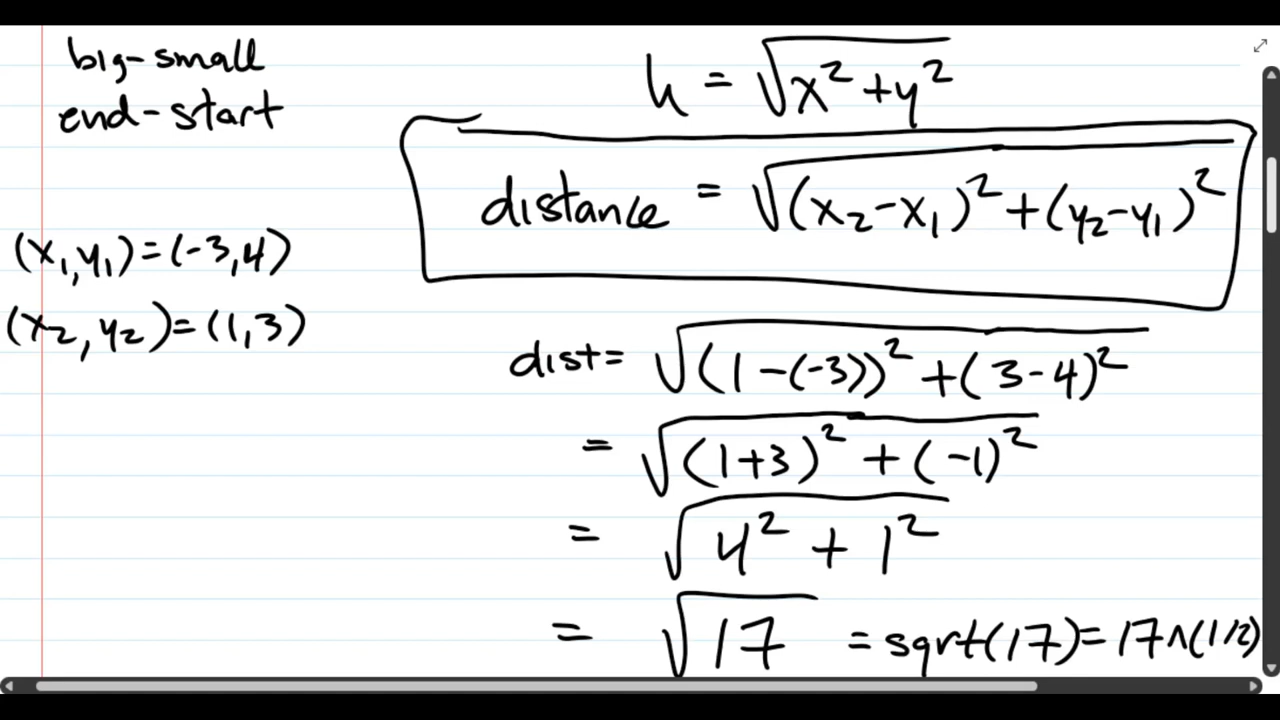 big-small
end-start
h = √x² + y²
distance = √(x₂-x₁)² + (y₂-y₁)²
(x₁,y₁)=(-3,4)
(x₂,y₂)=(1,3)
dist= √(1-(-3))² + (3-4)²
= √(1+3)² + (-1)²
= √4² + 1²
= √17 = sqrt(17)=17^(1/2)